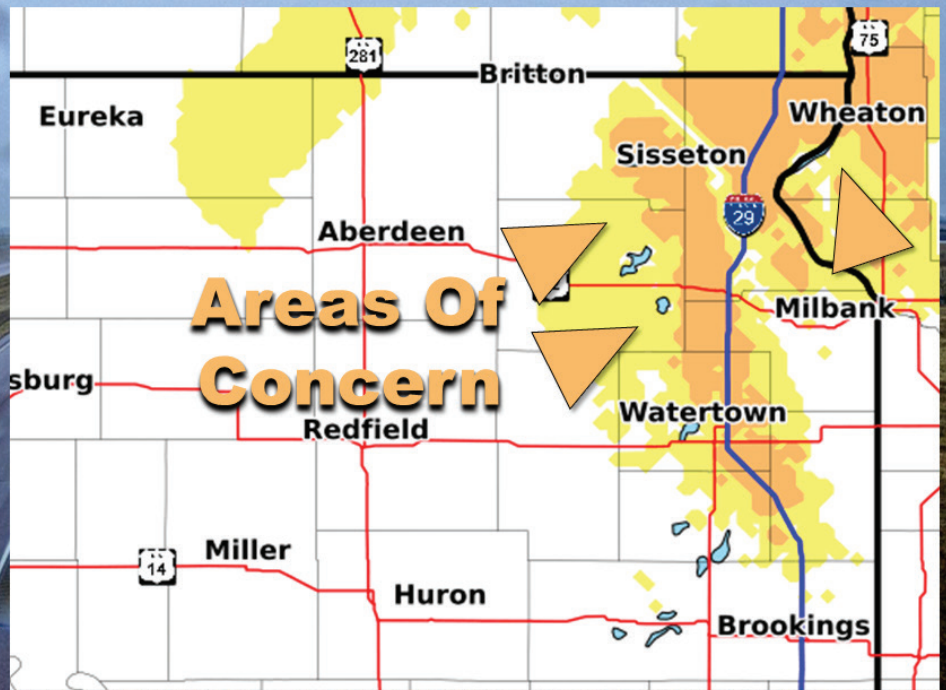 281
75
Britton
Eureka
Wheaton
Sisseton
29
Aberdeen
Areas Of
Milbank
Concern
sburg
Watertown
Redfield
14
Miller
Huron
Brookings